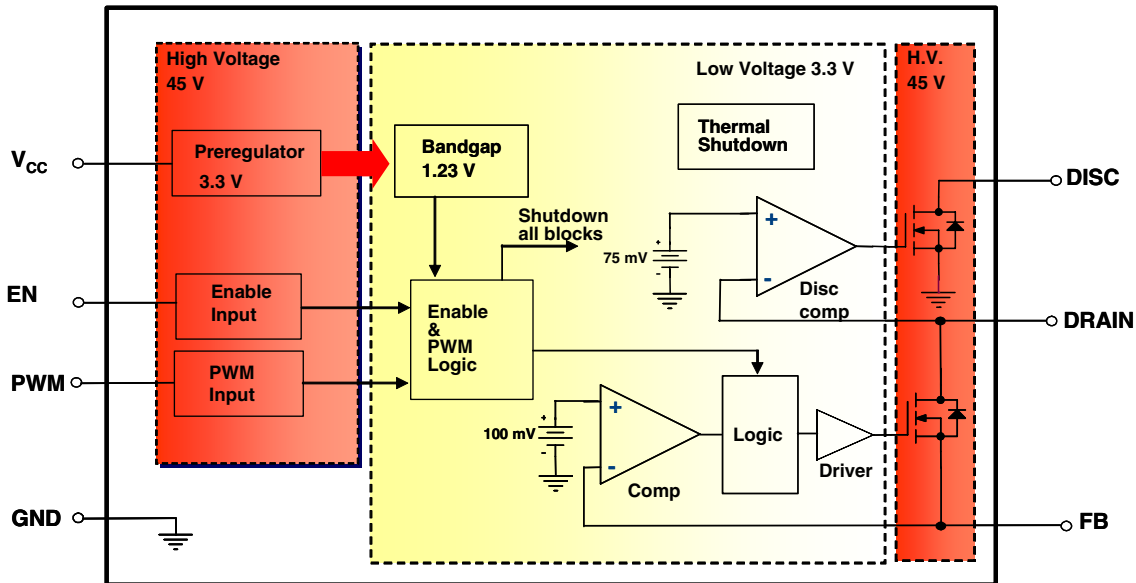 High Voltage
45 V
Low Voltage 3.3 V
H.V.
45 V
Thermal
Shutdown
VCC
Preregulator
3.3 V
Bandgap
1.23 V
DISC
Shutdown
all blocks
+
75 mV
+
-
-
Disc
comp
EN
Enable
Input
Enable
&
PWM
Logic
DRAIN
PWM
PWM
Input
+
100 mV
-
+
-
Comp
Logic
Driver
GND
FB